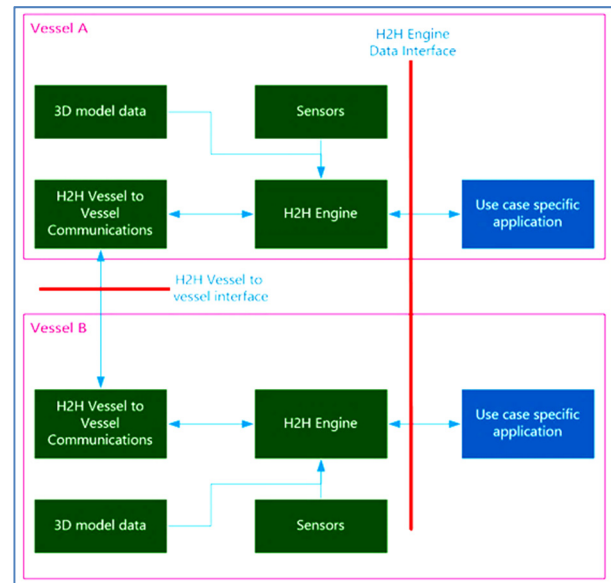 Vessel A
H2H Engine
Data Interface
3D model data
Sensors
H2H Vessel to
Vessel
Communications
H2H Engine
Use case specific
application
H2H Vessel to
vessel interface
Vessel B
H2H Vessel to
Vessel
Communications
H2H Engine
Use case specific
application
3D model data
Sensors